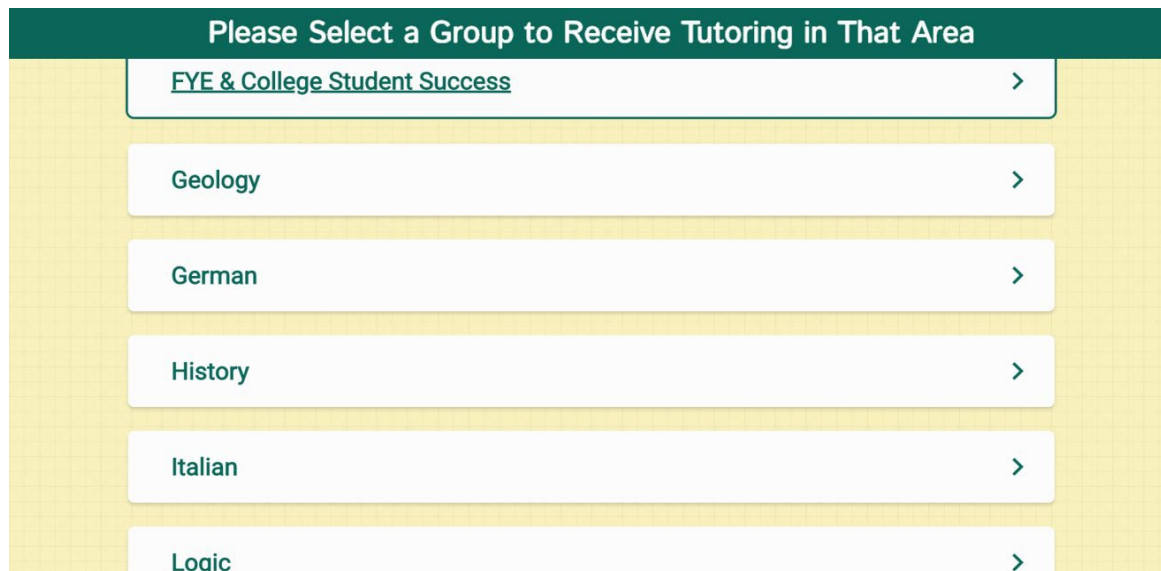 Please Select a Group to Receive Tutoring in That Area
FYE & College Student Success
Geology
German
History
Italian
Logic